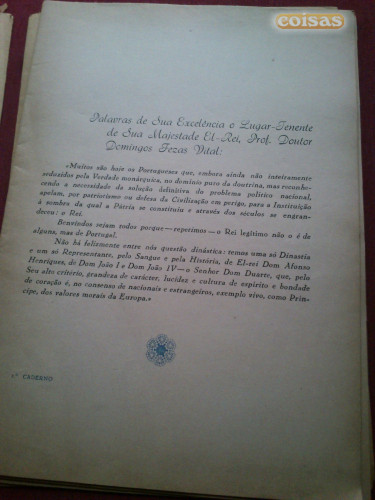 coisas
Palavras de Sua Excelência o Lugar-Tenente
de Sua Majestade El-Rei, Prof. Doutor
Domingos Fezas Vital:
«Muitos são hoje os Portugueses que, embora ainda não inteiramente
seduzidos pela Verdade monárquica, no domínio puro da doutrina, mas reconhe-
cendo a necessidade da solução definitiva do problema político nacional,
apelam, por patriotismo ou defesa da Civilização em perigo, para a Instituição
à sombra da qual a Pátria se constituiu e através dos séculos se engran-
deceu: o Rei.
Benvindos sejam todos porque—repetimos—o Rei legítimo não o é de
alguns, mas de Portugal.
Não há felizmente entre nós questão dinástica: temos uma só Dinastia
e um só Representante, pelo Sangue e pela História, de El-rei Dom Afonso
Henriques, de Dom João I e Dom João IV—o Senhor Dom Duarte, que, pelo
Seu alto critério, grandeza de carácter, lucidez e cultura de espírito e bondade
de coração é, no consenso de nacionais e estrangeiros, exemplo vivo, como Prín-
cipe, dos valores morais da Europa.»
CADERNO